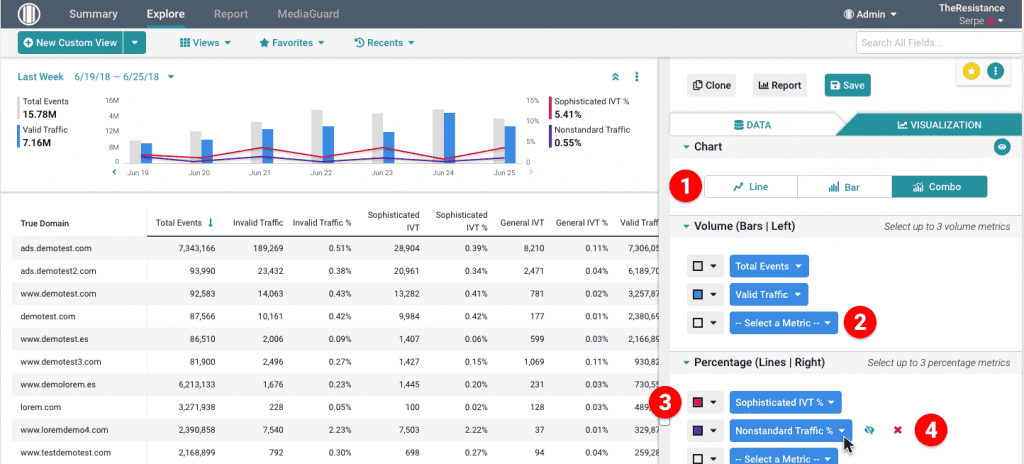 Summary Explore Report MediaGuard Admin TheResistance
Serpe
New Custom View Views Favorites Recents Search All Fields...
Last Week 6/19/18 — 6/25/18
Clone Report Save
Total Events
15.78M
Valid Traffic
7.16M
16M
12M
8M
4M
0
15%
10%
5%
0%
Jun 19 Jun 20 Jun 21 Jun 22 Jun 23 Jun 24 Jun 25
Sophisticated IVT %
5.41%
Nonstandard Traffic
0.55%
DATA VISUALIZATION
Chart
1 Line Bar Combo
Volume (Bars | Left) Select up to 3 volume metrics
Total Events
Valid Traffic
-- Select a Metric -- 2
Percentage (Lines | Right) Select up to 3 percentage metrics
3 Sophisticated IVT %
Nonstandard Traffic % 4
-- Select a Metric --
True Domain Total Events Invalid Traffic Invalid Traffic % Sophisticated IVT Sophisticated IVT % General IVT General IVT % Valid Traff
ads.demotest.com 7,343,166 189,269 0.51% 28,904 0.39% 8,210 0.11% 7,306,05
ads.demotest2.com 93,990 23,432 0.38% 20,961 0.34% 2,471 0.04% 6,189,70
www.demotest.com 92,583 14,063 0.43% 13,282 0.41% 781 0.02% 3,257,87
demotest.com 87,566 10,161 0.42% 9,984 0.42% 177 0.01% 2,380,69
www.demotest.es 86,510 2,006 0.09% 1,407 0.06% 599 0.03% 2,166,89
www.demotest3.com 81,900 2,496 0.27% 1,427 0.15% 1,069 0.11% 930,82
www.demolorem.es 6,213,133 1,676 0.23% 1,445 0.20% 231 0.03% 730,55
lorem.com 3,271,938 228 0.05% 100 0.02% 128 0.03% 489,
www.loremdemo4.com 2,390,858 7,540 2.23% 7,503 2.22% 37 0.01% 329,87
www.testdemotest.com 2,168,899 792 0.30% 698 0.27% 94 0.04% 259,28